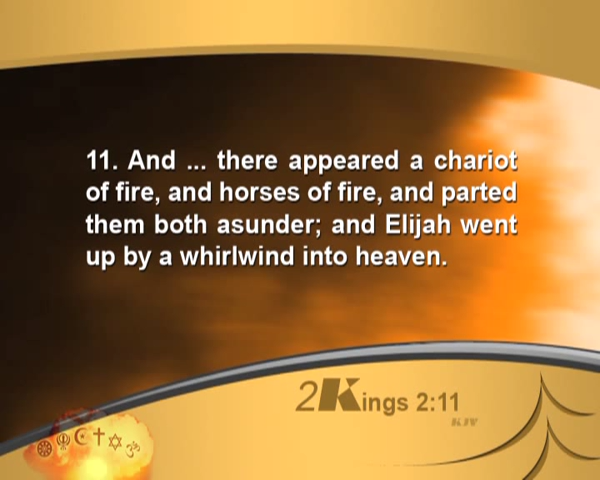 11. And ... there appeared a chariot
of fire, and horses of fire, and parted
them both asunder; and Elijah went
up by a whirlwind into heaven.
2Kings 2:11
KJV